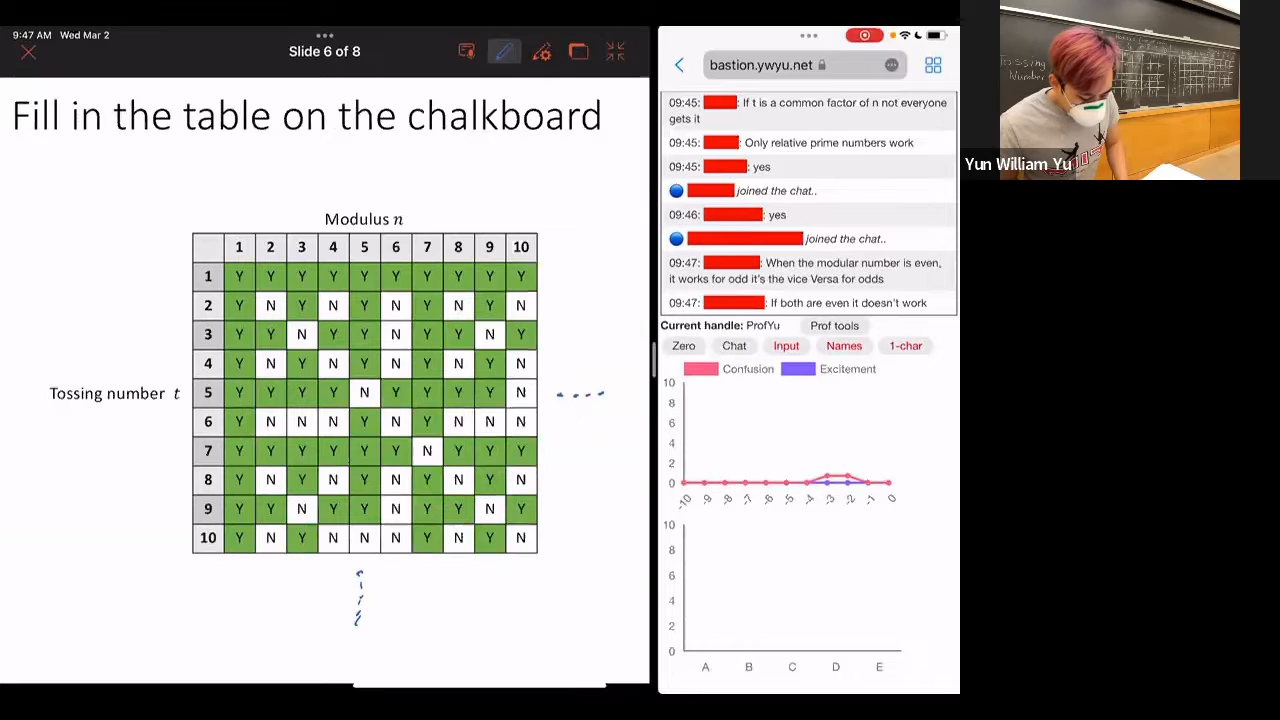 9:47 AM Wed Mar 2
Slide 6 of 8
Fill in the table on the chalkboard
Modulus n
1 2 3 4 5 6 7 8 9 10
1 Y Y Y Y Y Y Y Y Y Y
2 Y N Y N Y N Y N Y N
3 Y Y N Y Y N Y Y N Y
4 Y N Y N Y N Y N Y N
Tossing number t
5 Y Y Y Y N Y Y Y Y N
6 Y N N N Y N Y N N N
7 Y Y Y Y Y Y N Y Y Y
8 Y N Y N Y N Y N Y N
9 Y Y N Y Y N Y Y N Y
10 Y N Y N N N Y N Y N
bastion.ywyu.net
09:45: : If t is a common factor of n not everyone
gets it
09:45: : Only relative prime numbers work
09:45: : yes
joined the chat..
09:46: : yes
joined the chat..
09:47: : When the modular number is even,
it works for odd it's the vice Versa for odds
09:47: : If both are even it doesn't work
Current handle: ProfYu Prof tools
Zero Chat Input Names 1-char
Confusion Excitement
10
8
6
4
2
0
-10 -9 -8 -7 -6 -5 -4 -3 -2 -1 0
10
8
6
4
2
0
A B C D E
Tossing
Number
Yun William Yu